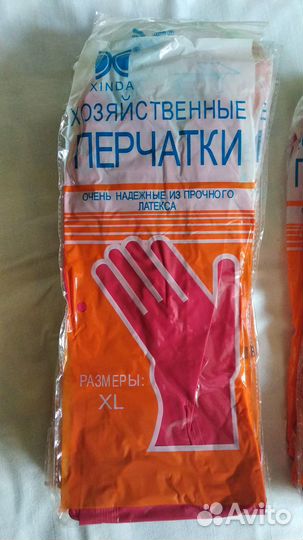 XINDA
ХОЗЯЙСТВЕННЫЕ
ПЕРЧАТКИ
ОЧЕНЬ НАДЕЖНЫЕ ИЗ ПРОЧНОГО
ЛАТЕКСА
РАЗМЕРЫ:
XL
Avito